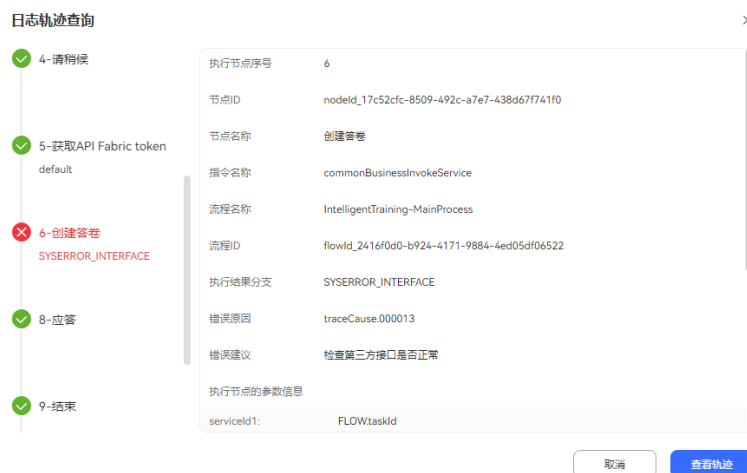 日志轨迹查询
4-请稍候
5-获取API Fabric token
default
6-创建答卷
SYSERROR_INTERFACE
8-应答
9-结束
执行节点序号 6
节点ID nodeId_17c52cfc-8509-492c-a7e7-438d67f741f0
节点名称 创建答卷
指令名称 commonBusinessInvokeService
流程名称 IntelligentTraining-MainProcess
流程ID flowId_2416f0d0-b924-4171-9884-4ed05df06522
执行结果分支 SYSERROR_INTERFACE
错误原因 traceCause.000013
错误建议 检查第三方接口是否正常
执行节点的参数信息
serviceId1: FLOW.taskId
取消 查看轨迹